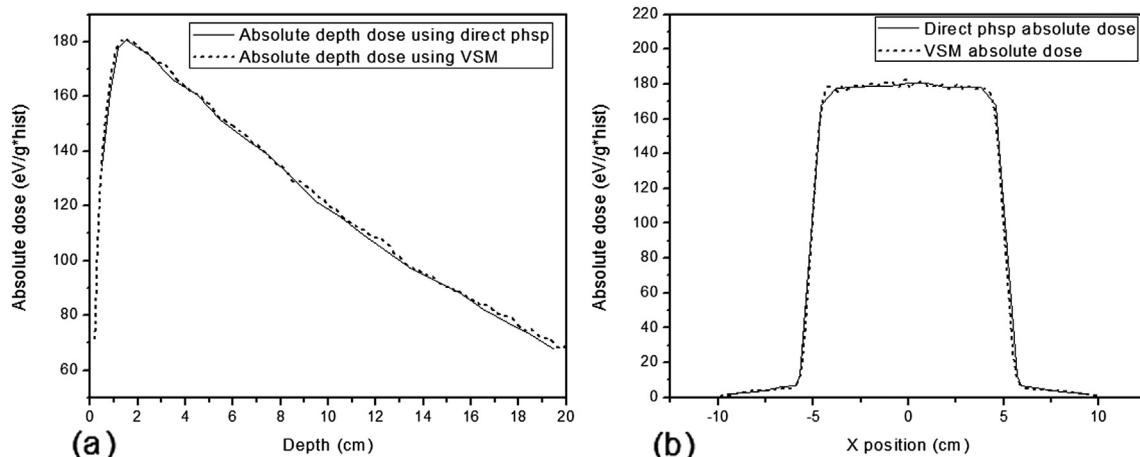 Absolute dose (eV/g*hist)
180
160
140
120
100
80
60
Absolute depth dose using direct phsp
Absolute depth dose using VSM
0 2 4 6 8 10 12 14 16 18 20
Depth (cm)
(a)
Absolute dose (eV/g*hist)
220
200
180
160
140
120
100
80
60
40
20
0
Direct phsp absolute dose
VSM absolute dose
-10 -5 0 5 10
X position (cm)
(b)